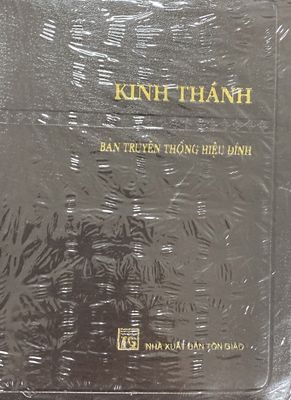 KINH THÁNH
BẢN TRUYỀN THỐNG HIỆU ĐÍNH
NHÀ XUẤT BẢN TÔN GIÁO